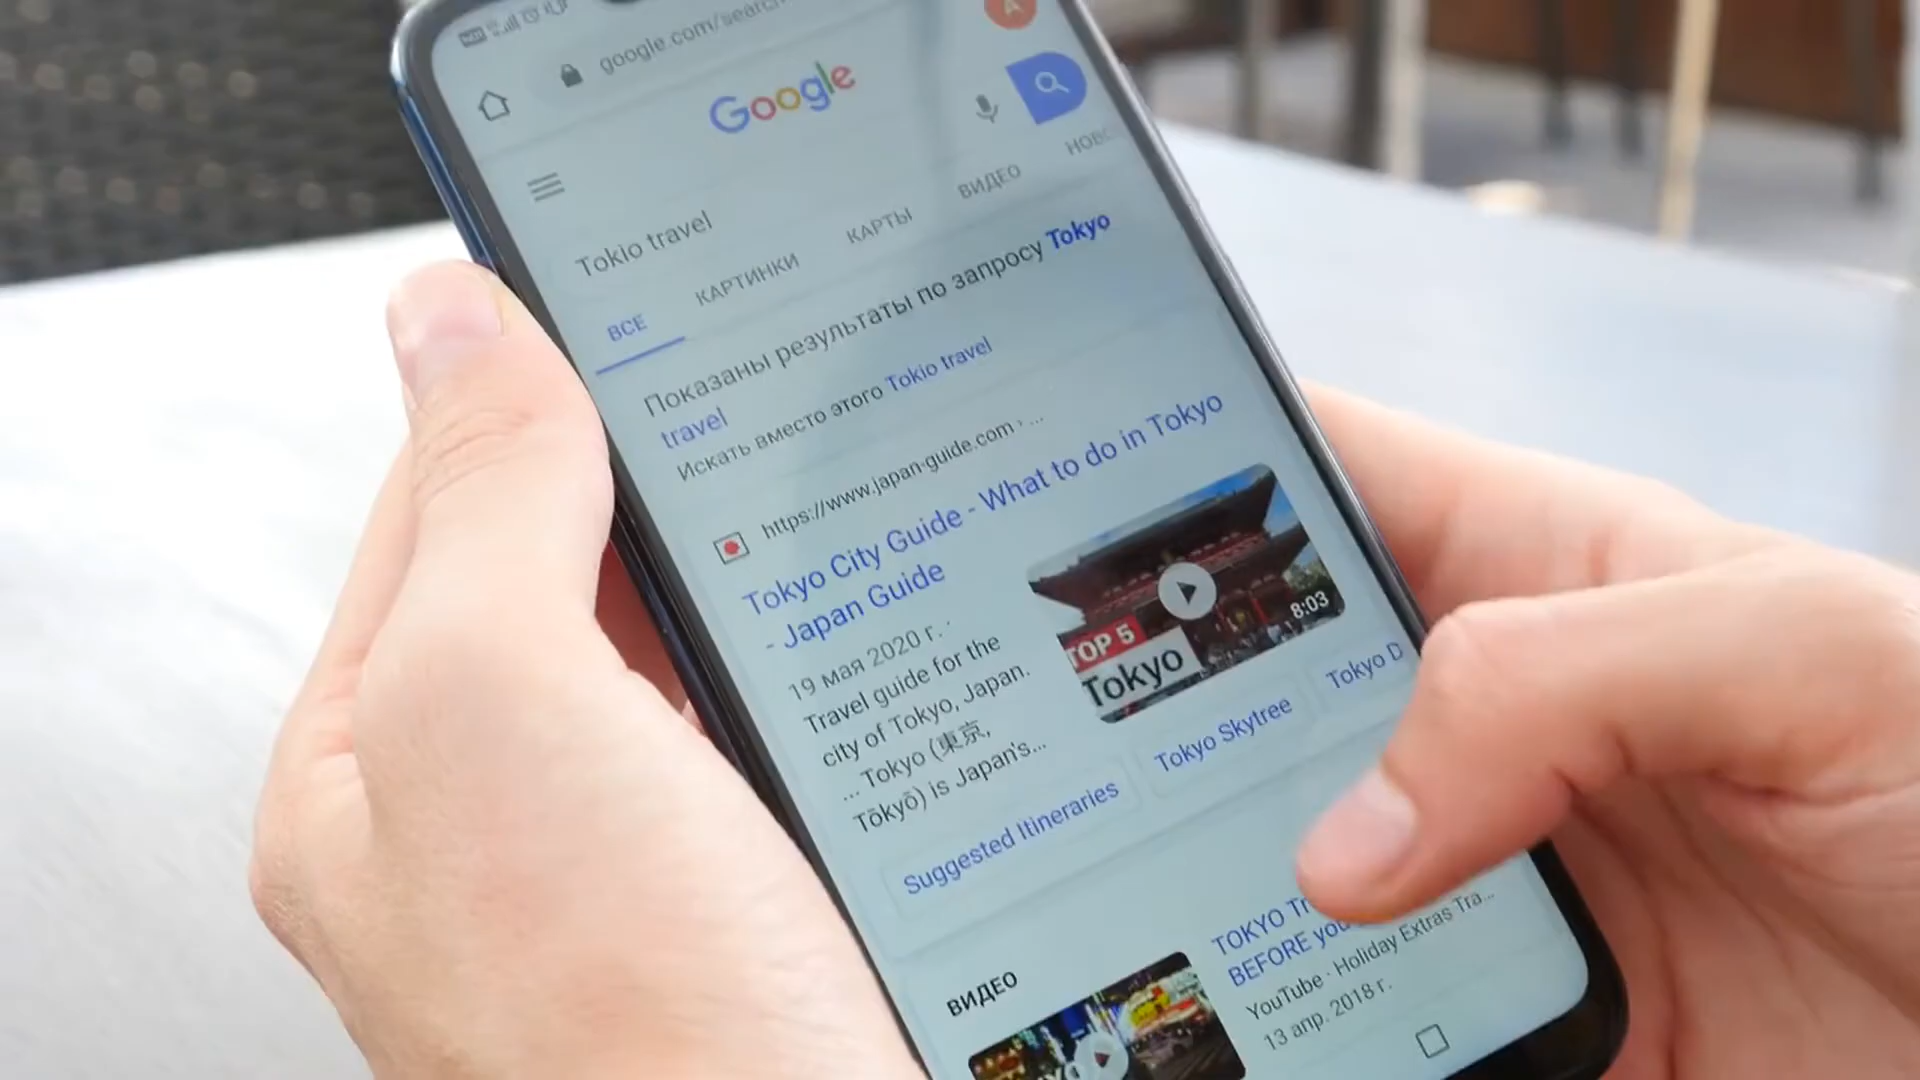 google.com/search
A
Google
Tokio travel
ВСЕ КАРТИНКИ КАРТЫ ВИДЕО
Показаны результаты по запросу Tokyo
travel
Искать вместо этого Tokio travel
https://www.japan-guide.com › ...
Tokyo City Guide - What to do in Tokyo
- Japan Guide
19 мая 2020 г. ·
Travel guide for the
city of Tokyo, Japan.
... Tokyo (東京,
Tōkyō) is Japan's...
TOP 5
Tokyo
8:03
Suggested Itineraries
Tokyo Skytree
Tokyo D
ВИДЕО
TOKYO
BEFORE
YouTube · Holiday Extras Tra...
13 апр. 2018 г.